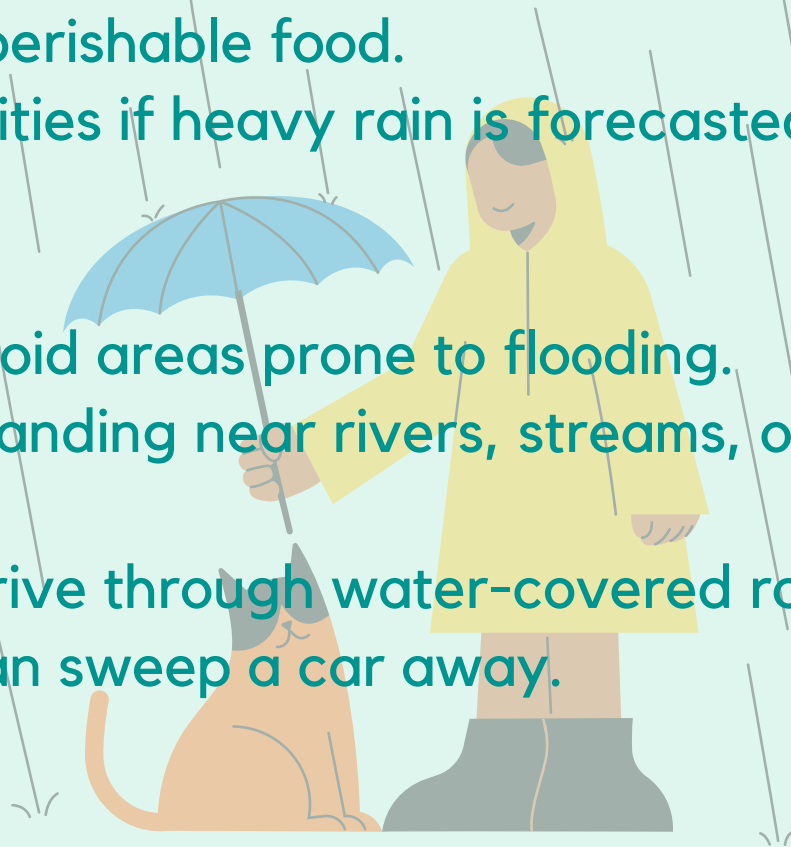 perishable food.
ities if heavy rain is forecasted
oid areas prone to flooding.
anding near rivers, streams, o
rive through water-covered ro
an sweep a car away.